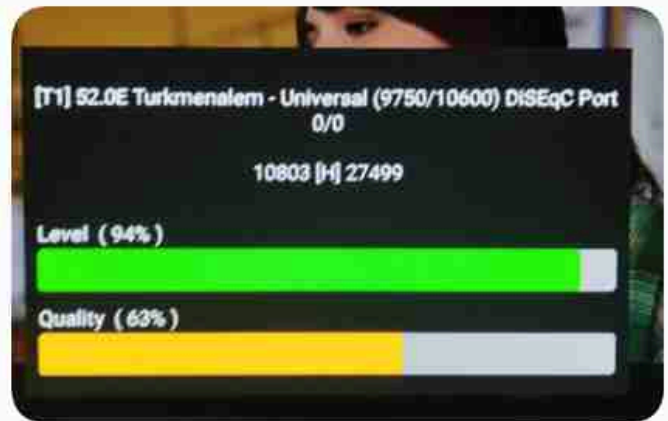 [T1] 52.0E Turkmenalem - Universal (9750/10600) DiSEqC Port
0/0
10803 [H] 27499
Level ( 94% )
Quality ( 63% )